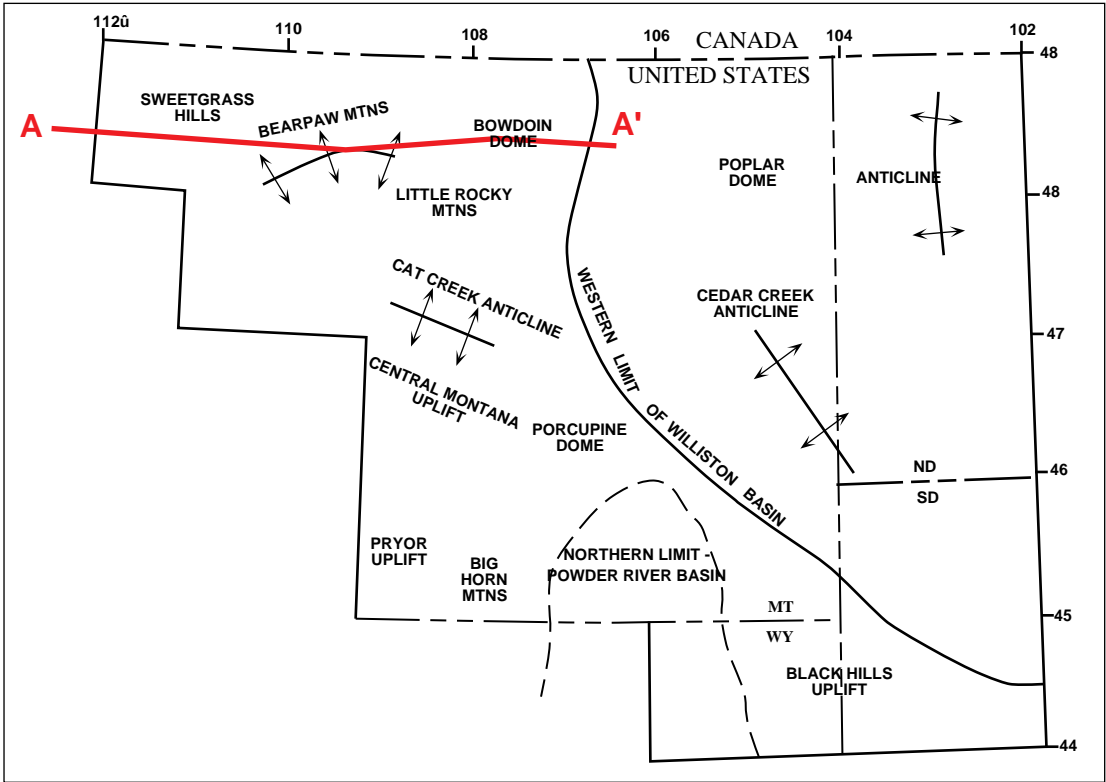 112û
110
108
106
CANADA
104
102
48
UNITED STATES
SWEETGRASS
HILLS
BEARPAW MTNS
BOWDOIN
DOME
A
A'
POPLAR
DOME
ANTICLINE
48
LITTLE ROCKY
MTNS
CAT CREEK ANTICLINE
WESTERN LIMIT OF WILLISTON BASIN
CEDAR CREEK
ANTICLINE
47
CENTRAL MONTANA
UPLIFT
PORCUPINE
DOME
ND
46
SD
PRYOR
UPLIFT
BIG
HORN
MTNS
NORTHERN LIMIT -
POWDER RIVER BASIN
MT
45
WY
BLACK HILLS
UPLIFT
44